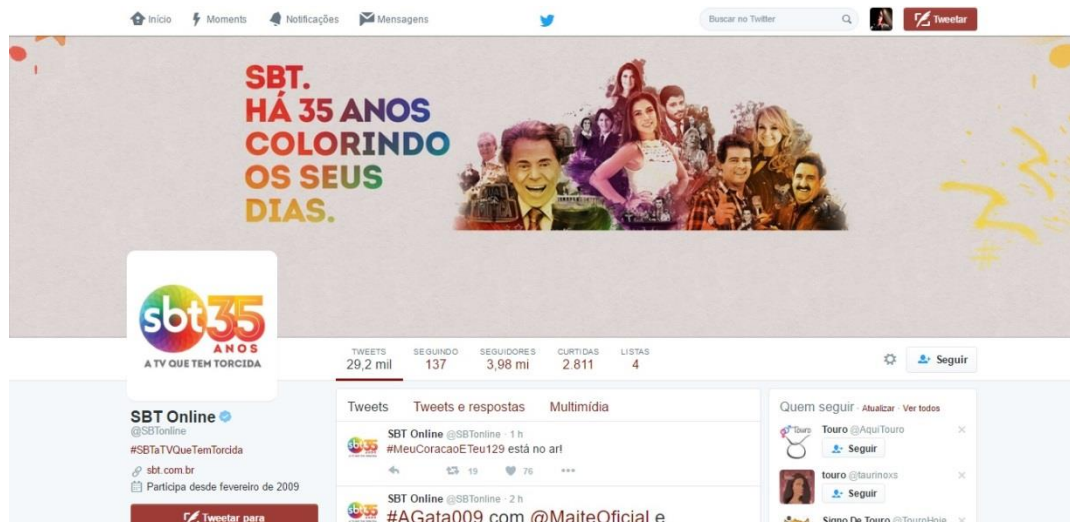 Início Moments Notificações Mensagens Buscar no Twitter Tweetar
SBT.
HÁ 35 ANOS
COLORINDO
OS SEUS
DIAS.
sbt35
ANOS
A TV QUE TEM TORCIDA
TWEETS SEGUINDO SEGUIDORES CURTIDAS LISTAS
29,2 mil 137 3,98 mi 2.811 4
Seguir
SBT Online
@SBTonline
#SBTaTVQueTemTorcida
sbt.com.br
Participa desde fevereiro de 2009
Tweetar para
Tweets Tweets e respostas Multimídia
SBT Online @SBTonline · 1 h
#MeuCoracaoETeu129 está no ar!
19 76
SBT Online @SBTonline · 2 h
#AGata009 com @MaiteOficial e
Quem seguir · Atualizar · Ver todos
Touro @AquiTouro
Seguir
touro @taurinoxs
Seguir
Signo De Touro @TouroHoje